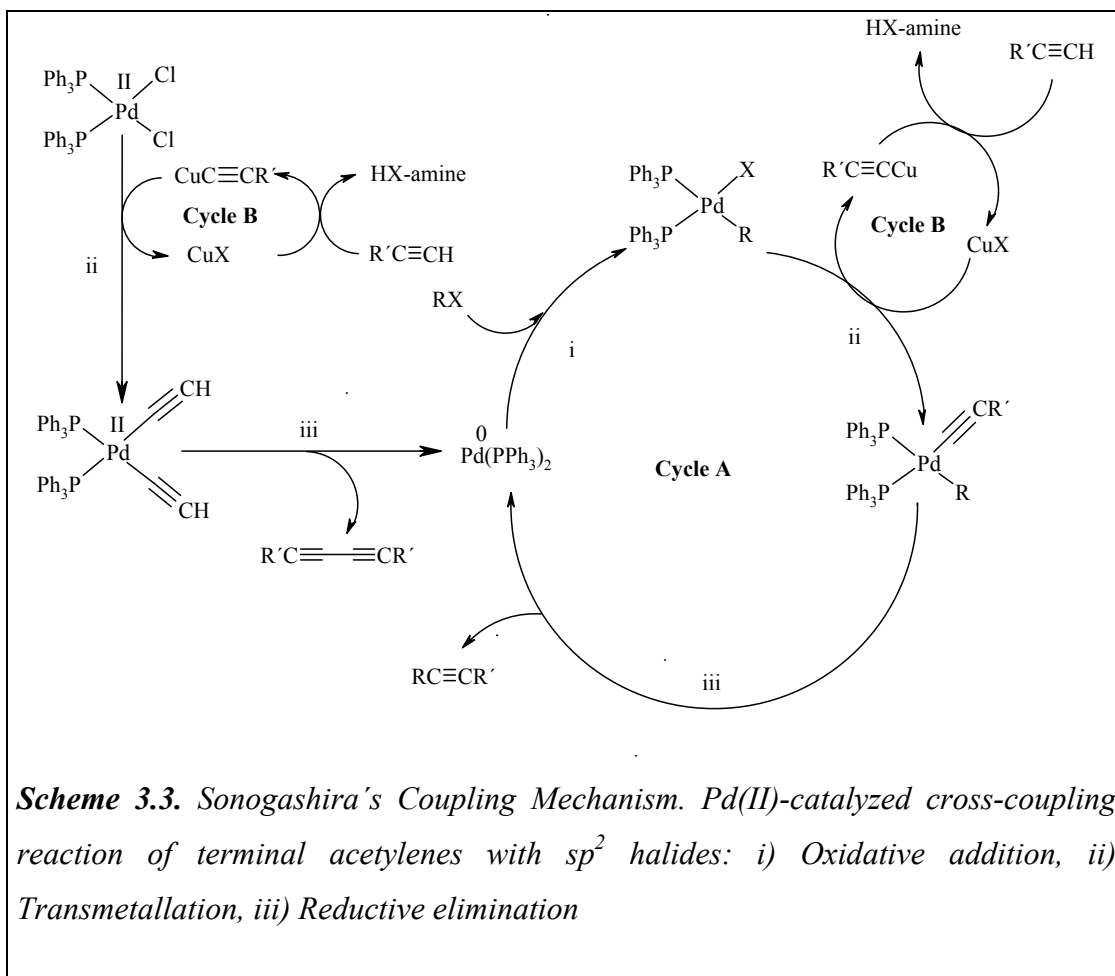 HX-amine
R´C≡CH
II
Ph3P
Cl
Pd
Ph3P
Cl
CuC≡CR´
HX-amine
Cycle B
CuX
R´C≡CH
ii
R´C≡CCu
Cycle B
CuX
Ph3P
X
Pd
Ph3P
R
RX
i
ii
II
CH
Ph3P
Pd
Ph3P
CH
iii
0
Pd(PPh3)2
Cycle A
CR´
Ph3P
Pd
Ph3P
R
R´C≡—≡CR´
RC≡CR´
iii
Scheme 3.3. Sonogashira´s Coupling Mechanism. Pd(II)-catalyzed cross-coupling
reaction of terminal acetylenes with sp2 halides: i) Oxidative addition, ii)
Transmetallation, iii) Reductive elimination